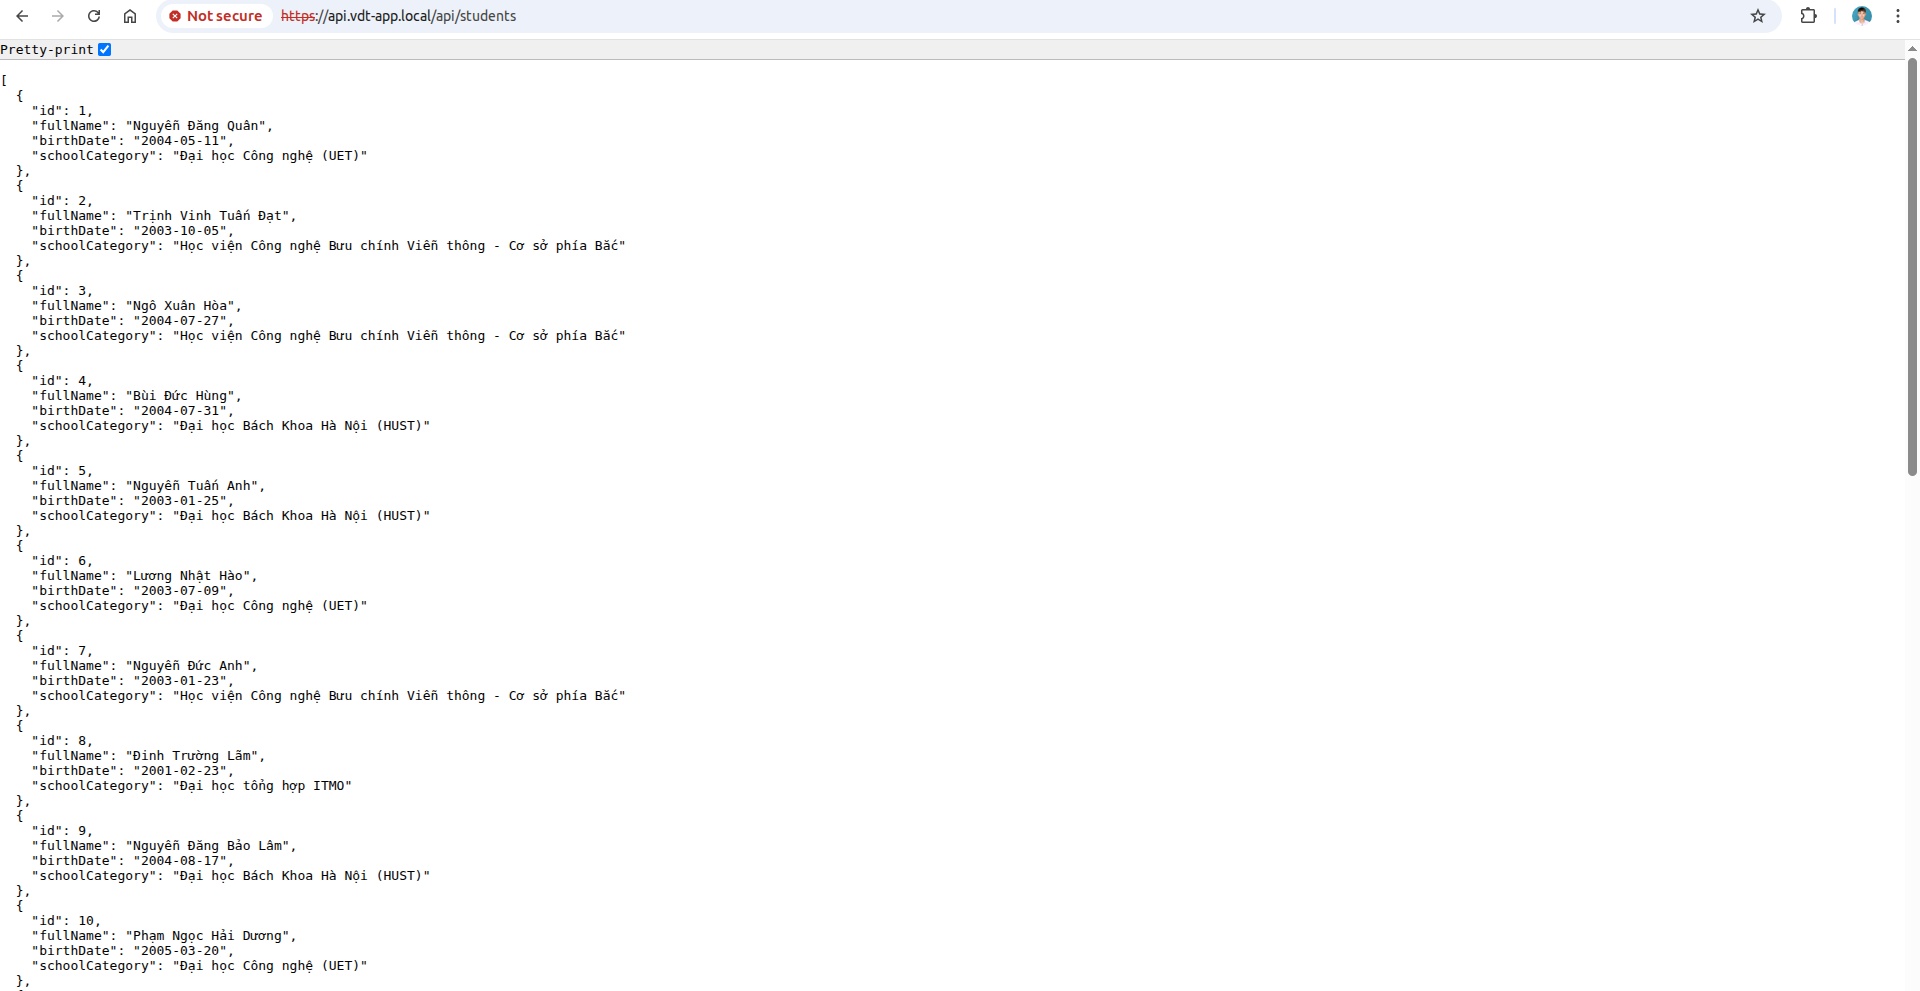 Not secure https://api.vdt-app.local/api/students
Pretty-print
[
  {
    "id": 1,
    "fullName": "Nguyễn Đăng Quân",
    "birthDate": "2004-05-11",
    "schoolCategory": "Đại học Công nghệ (UET)"
  },
  {
    "id": 2,
    "fullName": "Trịnh Vinh Tuấn Đạt",
    "birthDate": "2003-10-05",
    "schoolCategory": "Học viện Công nghệ Bưu chính Viễn thông - Cơ sở phía Bắc"
  },
  {
    "id": 3,
    "fullName": "Ngô Xuân Hòa",
    "birthDate": "2004-07-27",
    "schoolCategory": "Học viện Công nghệ Bưu chính Viễn thông - Cơ sở phía Bắc"
  },
  {
    "id": 4,
    "fullName": "Bùi Đức Hùng",
    "birthDate": "2004-07-31",
    "schoolCategory": "Đại học Bách Khoa Hà Nội (HUST)"
  },
  {
    "id": 5,
    "fullName": "Nguyễn Tuấn Anh",
    "birthDate": "2003-01-25",
    "schoolCategory": "Đại học Bách Khoa Hà Nội (HUST)"
  },
  {
    "id": 6,
    "fullName": "Lương Nhật Hào",
    "birthDate": "2003-07-09",
    "schoolCategory": "Đại học Công nghệ (UET)"
  },
  {
    "id": 7,
    "fullName": "Nguyễn Đức Anh",
    "birthDate": "2003-01-23",
    "schoolCategory": "Học viện Công nghệ Bưu chính Viễn thông - Cơ sở phía Bắc"
  },
  {
    "id": 8,
    "fullName": "Đinh Trường Lãm",
    "birthDate": "2001-02-23",
    "schoolCategory": "Đại học tổng hợp ITMO"
  },
  {
    "id": 9,
    "fullName": "Nguyễn Đăng Bảo Lâm",
    "birthDate": "2004-08-17",
    "schoolCategory": "Đại học Bách Khoa Hà Nội (HUST)"
  },
  {
    "id": 10,
    "fullName": "Phạm Ngọc Hải Dương",
    "birthDate": "2005-03-20",
    "schoolCategory": "Đại học Công nghệ (UET)"
  },